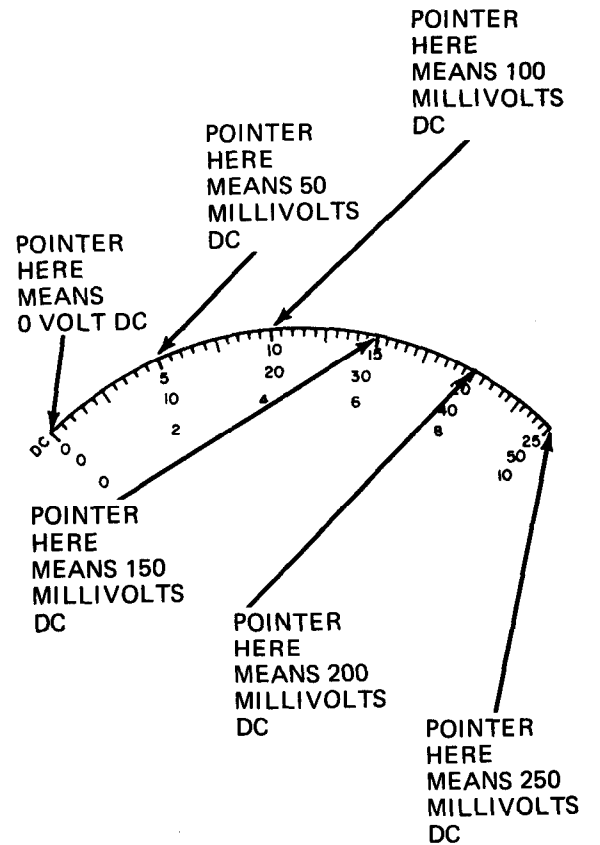 POINTER
HERE
MEANS 100
MILLIVOLTS
DC
POINTER
HERE
MEANS 50
MILLIVOLTS
DC
POINTER
HERE
MEANS
0 VOLT DC
DC 0 5 10 15 20 25
0 10 20 30 40 50
0 2 4 6 8 10
POINTER
HERE
MEANS 150
MILLIVOLTS
DC
POINTER
HERE
MEANS 200
MILLIVOLTS
DC
POINTER
HERE
MEANS 250
MILLIVOLTS
DC